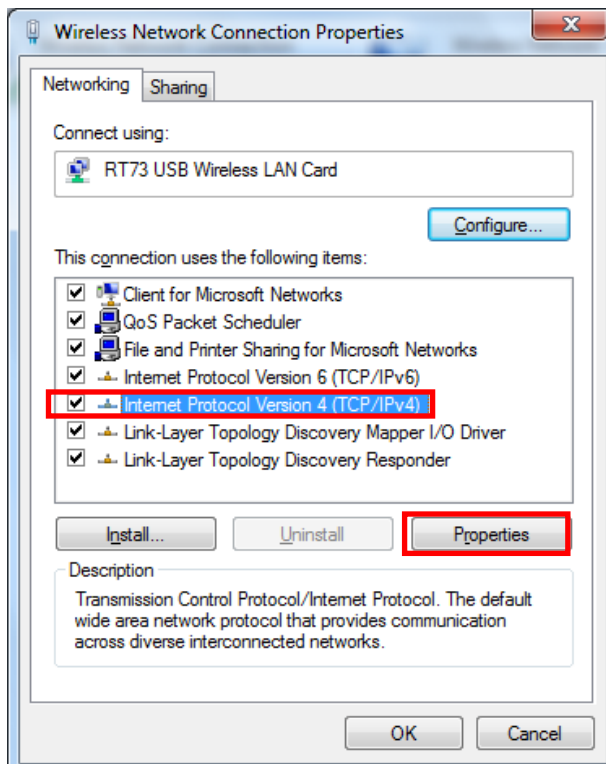 Wireless Network Connection Properties
Networking
Sharing
Connect using:
RT73 USB Wireless LAN Card
Configure...
This connection uses the following items:
Client for Microsoft Networks
QoS Packet Scheduler
File and Printer Sharing for Microsoft Networks
Internet Protocol Version 6 (TCP/IPv6)
Internet Protocol Version 4 (TCP/IPv4)
Link-Layer Topology Discovery Mapper I/O Driver
Link-Layer Topology Discovery Responder
Install...
Uninstall
Properties
Description
Transmission Control Protocol/Internet Protocol. The default
wide area network protocol that provides communication
across diverse interconnected networks.
OK
Cancel